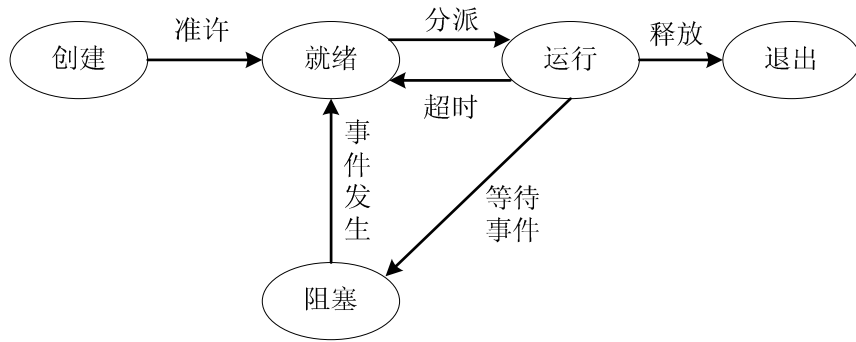 准许
分派
释放
创建
就绪
运行
退出
超时
事件发生
等待
事件
阻塞